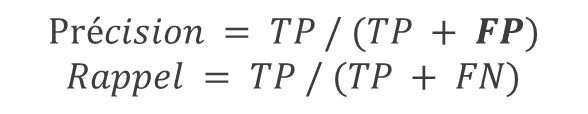 Précision = TP / (TP + FP)
Rappel = TP / (TP + FN)